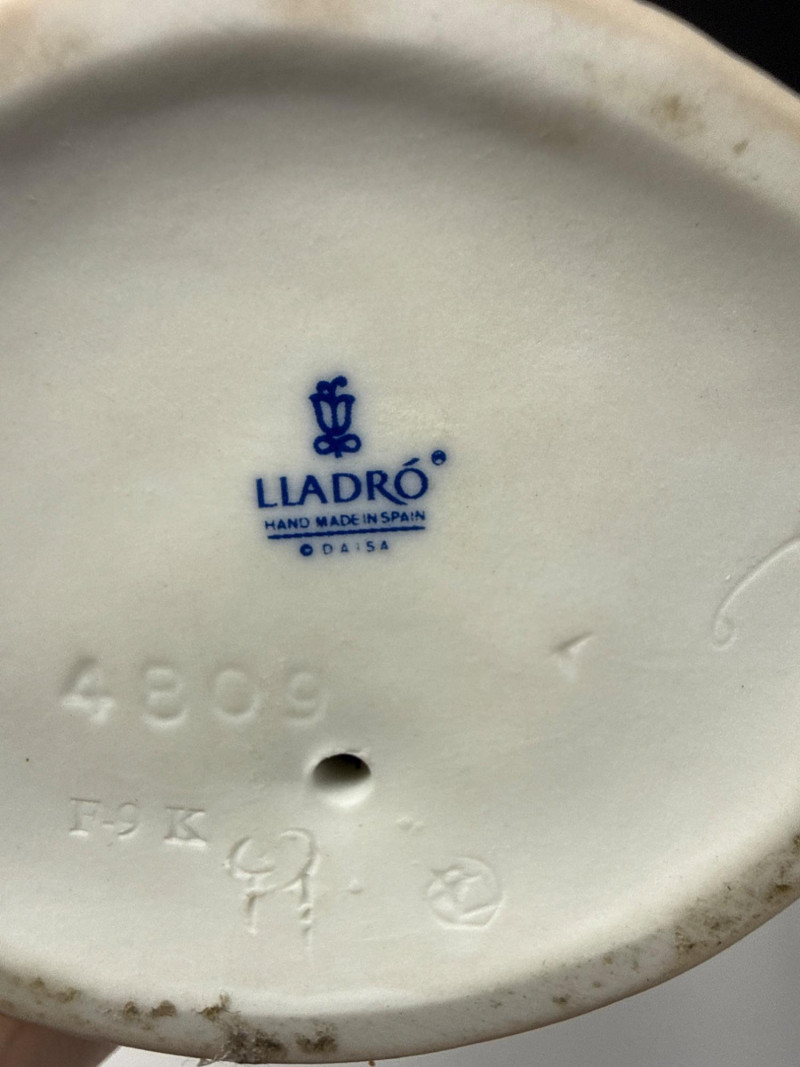 LLADRÓ®
HAND MADE IN SPAIN
© DAISA
4809
F-9 K